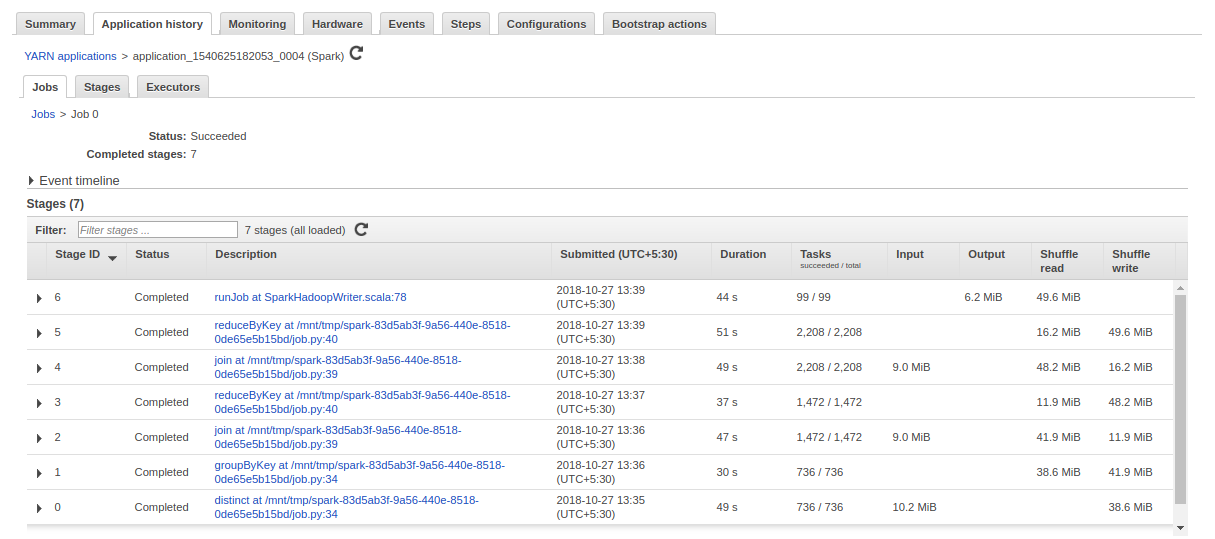 Summary Application history Monitoring Hardware Events Steps Configurations Bootstrap actions
YARN applications > application_1540625182053_0004 (Spark)
Jobs Stages Executors
Jobs > Job 0
Status: Succeeded
Completed stages: 7
Event timeline
Stages (7)
Filter: Filter stages ... 7 stages (all loaded)
Stage ID Status Description Submitted (UTC+5:30) Duration Tasks Input Output Shuffle Shuffle
succeeded / total read write
6 Completed runJob at SparkHadoopWriter.scala:78 2018-10-27 13:39 44 s 99 / 99 6.2 MiB 49.6 MiB
(UTC+5:30)
5 Completed reduceByKey at /mnt/tmp/spark-83d5ab3f-9a56-440e-8518- 2018-10-27 13:39 51 s 2,208 / 2,208 16.2 MiB 49.6 MiB
0de65e5b15bd/job.py:40 (UTC+5:30)
4 Completed join at /mnt/tmp/spark-83d5ab3f-9a56-440e-8518- 2018-10-27 13:38 49 s 2,208 / 2,208 9.0 MiB 48.2 MiB 16.2 MiB
0de65e5b15bd/job.py:39 (UTC+5:30)
3 Completed reduceByKey at /mnt/tmp/spark-83d5ab3f-9a56-440e-8518- 2018-10-27 13:37 37 s 1,472 / 1,472 11.9 MiB 48.2 MiB
0de65e5b15bd/job.py:40 (UTC+5:30)
2 Completed join at /mnt/tmp/spark-83d5ab3f-9a56-440e-8518- 2018-10-27 13:36 47 s 1,472 / 1,472 9.0 MiB 41.9 MiB 11.9 MiB
0de65e5b15bd/job.py:39 (UTC+5:30)
1 Completed groupByKey at /mnt/tmp/spark-83d5ab3f-9a56-440e-8518- 2018-10-27 13:36 30 s 736 / 736 38.6 MiB 41.9 MiB
0de65e5b15bd/job.py:34 (UTC+5:30)
0 Completed distinct at /mnt/tmp/spark-83d5ab3f-9a56-440e-8518- 2018-10-27 13:35 49 s 736 / 736 10.2 MiB 38.6 MiB
0de65e5b15bd/job.py:34 (UTC+5:30)